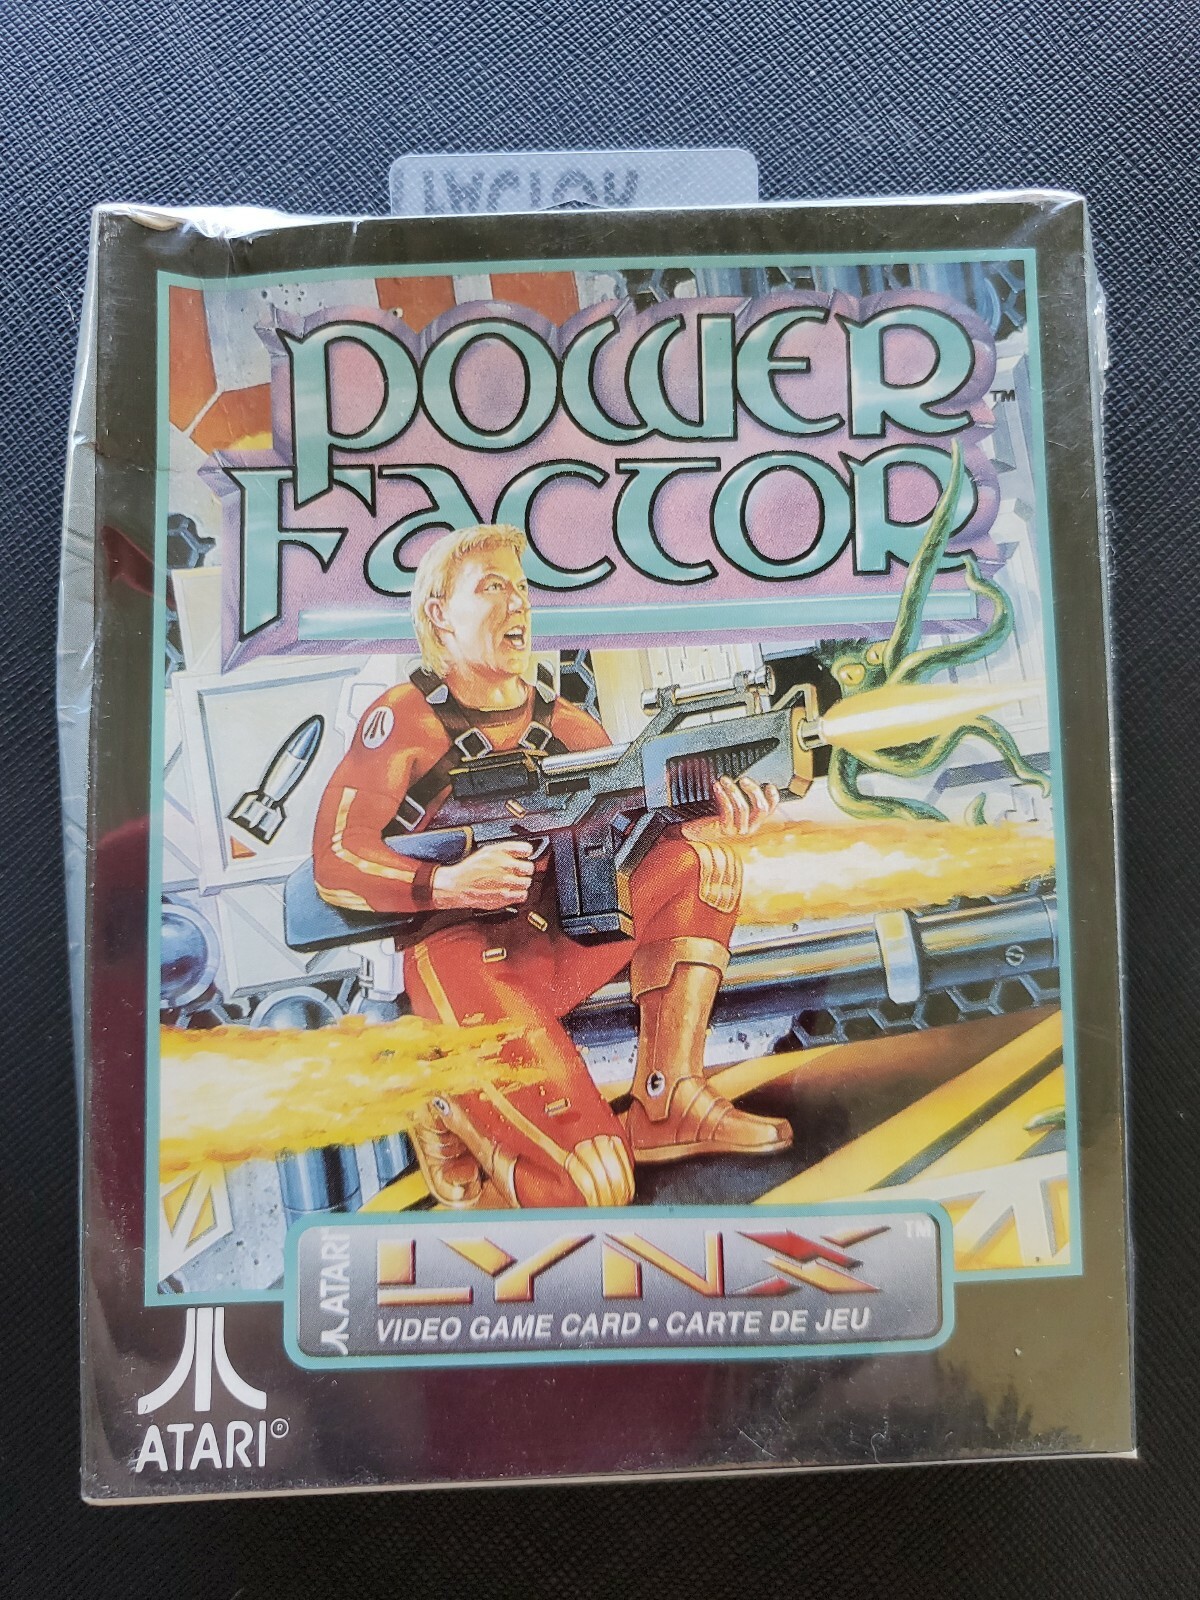 POWER
FACTOR
TM
ATARI
LYNX TM
VIDEO GAME CARD • CARTE DE JEU
ATARI®